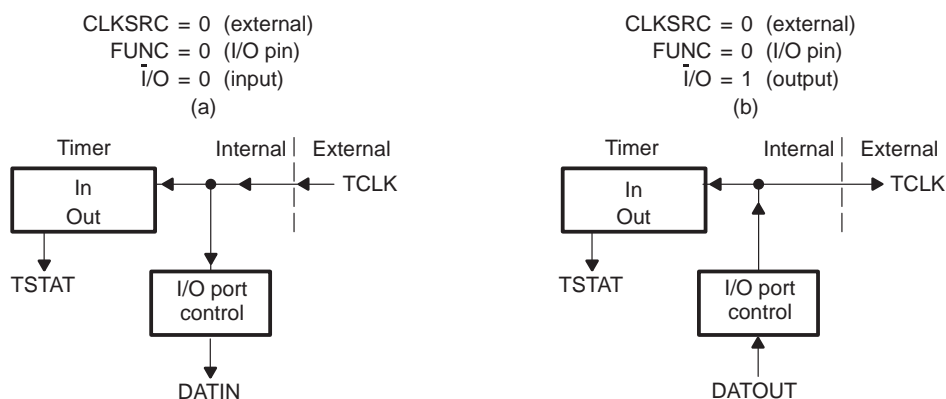 CLKSRC = 0 (external)
FUNC = 0 (I/O pin)
I̅/O = 0 (input)
(a)
Timer
Internal
External
In
Out
TCLK
TSTAT
I/O port
control
DATIN
CLKSRC = 0 (external)
FUNC = 0 (I/O pin)
I̅/O = 1 (output)
(b)
Timer
Internal
External
In
Out
TCLK
TSTAT
I/O port
control
DATOUT